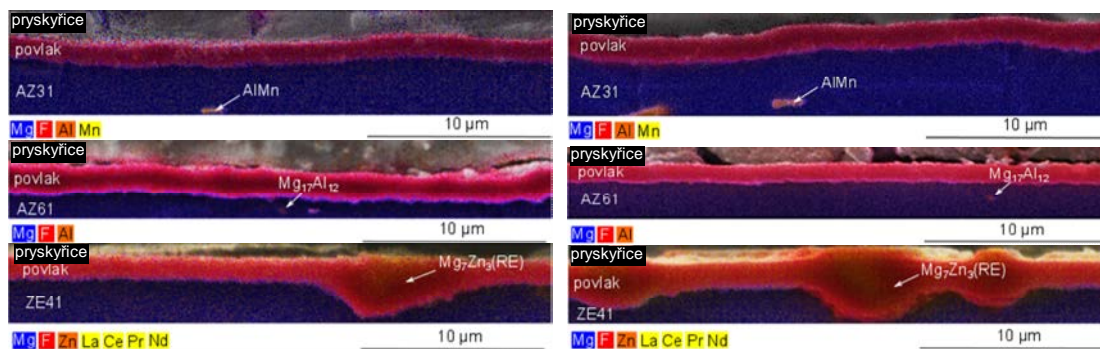 pryskyřice
povlak
AZ31
AlMn
Mg F Al Mn
10 µm
pryskyřice
povlak
AZ31
AlMn
Mg F Al Mn
10 µm
pryskyřice
povlak
AZ61
Mg17Al12
Mg F Al
10 µm
pryskyřice
povlak
AZ61
Mg17Al12
Mg F Al
10 µm
pryskyřice
povlak
ZE41
Mg7Zn3(RE)
Mg F Zn La Ce Pr Nd
10 µm
pryskyřice
povlak
ZE41
Mg7Zn3(RE)
Mg F Zn La Ce Pr Nd
10 µm